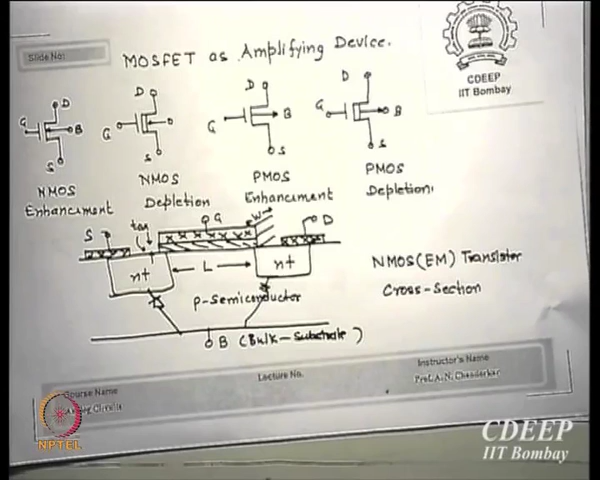 Slide No:
MOSFET as Amplifying Device.
CDEEP
IIT Bombay
D D D D
G B G G G B
S S S S
NMOS NMOS PMOS PMOS
Enhancement Depletion Enhancement Depletion
S tox G W D
L
n+ n+
p-Semiconductor
NMOS (EM) Transistor
Cross-Section
B (Bulk-Substrate)
Course Name
Lecture No.
Instructor's Name
Prof. A. N. Chandorkar
NPTEL
CDEEP
IIT Bombay